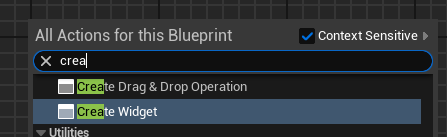 All Actions for this Blueprint Context Sensitive
crea
Create Drag & Drop Operation
Create Widget
Utilities